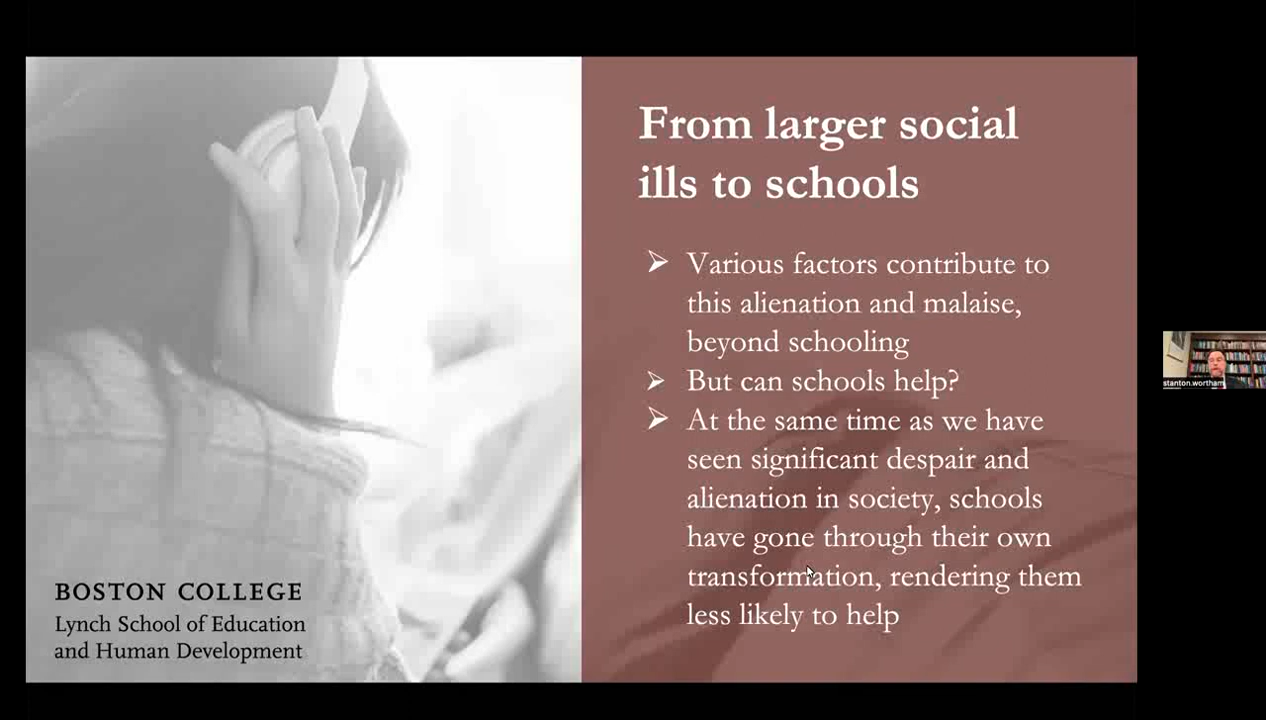 From larger social
ills to schools
Various factors contribute to
this alienation and malaise,
beyond schooling
But can schools help?
At the same time as we have
seen significant despair and
alienation in society, schools
have gone through their own
transformation, rendering them
less likely to help
BOSTON COLLEGE
Lynch School of Education
and Human Development
stanton.wortham